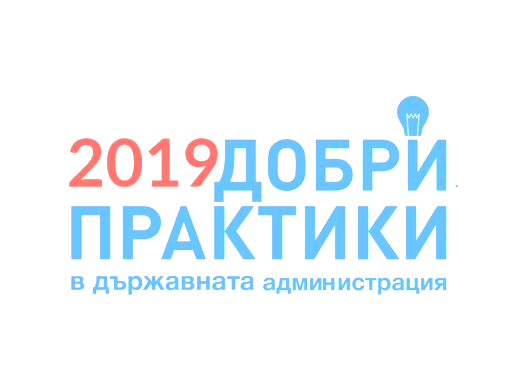 2019ДОБРИ
ПРАКТИКИ
в държавната администрация